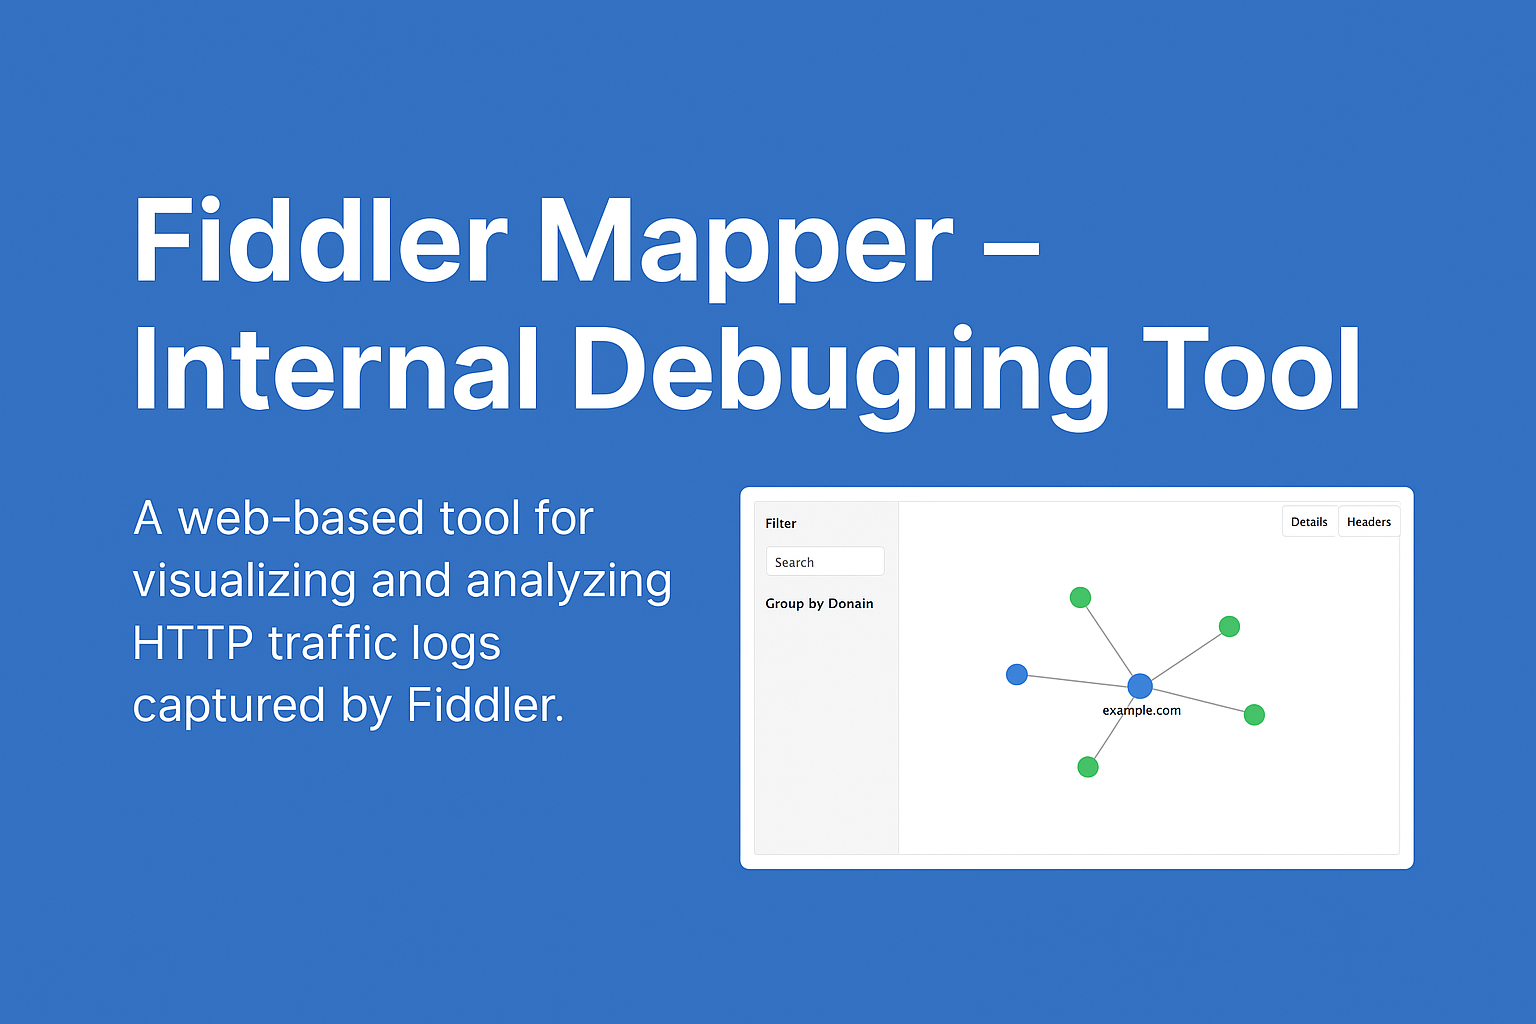 Fiddler Mapper –
Internal Debugıing Tool
A web-based tool for
visualizing and analyzing
HTTP traffic logs
captured by Fiddler.
Filter
Search
Group by Donain
Details
Headers
example.com